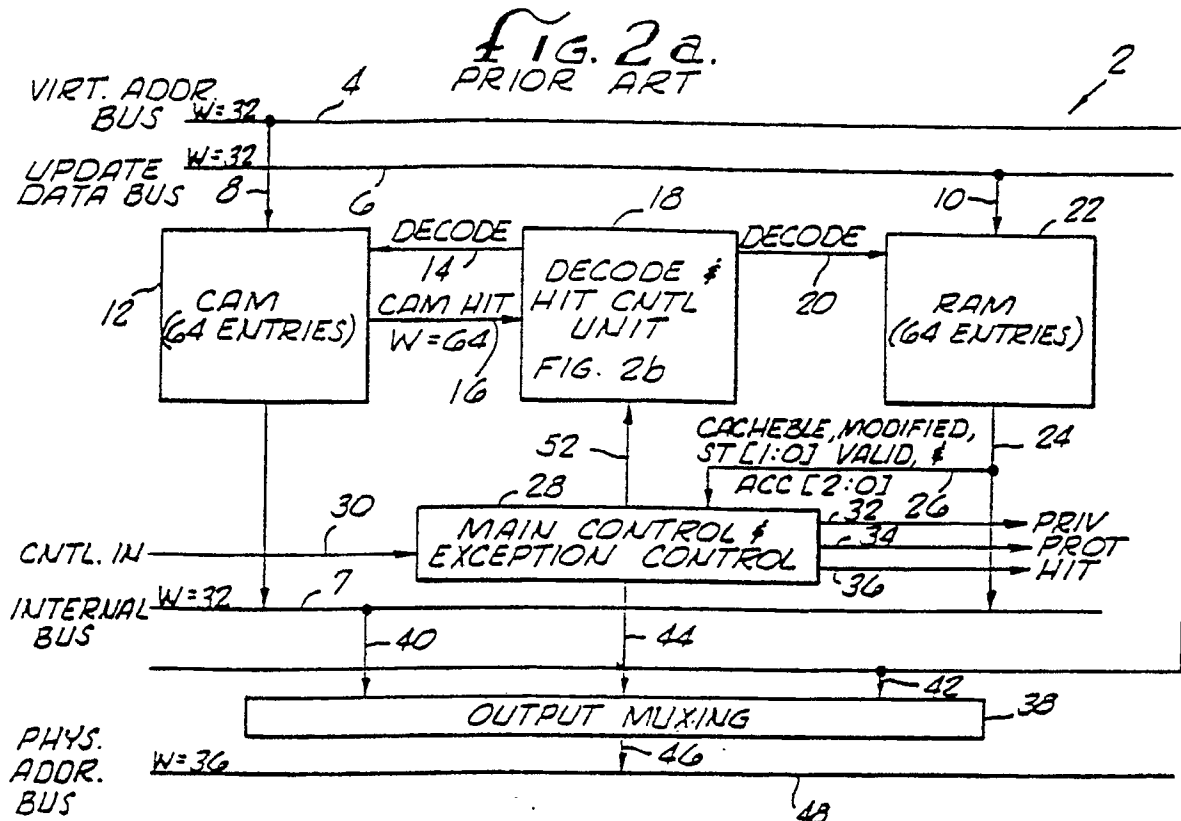 FIG. 2a.
PRIOR ART
2
VIRT. ADDR.
BUS
W=32
4
UPDATE
DATA BUS
W=32
6
8
10
18
22
12
CAM
(64 ENTRIES)
DECODE
14
CAM HIT
W=64
16
DECODE &
HIT CNTL
UNIT
FIG. 2b
DECODE
20
RAM
(64 ENTRIES)
52
CACHEBLE, MODIFIED,
ST [1:0] VALID, &
ACC [2:0]
24
26
28
30
CNTL. IN
MAIN CONTROL &
EXCEPTION CONTROL
32
PRIV
34
PROT
36
HIT
INTERNAL
BUS
W=32
7
40
44
42
OUTPUT MUXING
38
PHYS.
ADDR.
BUS
W=36
46
48